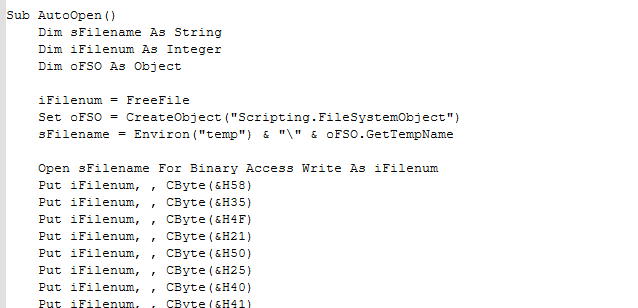 Sub AutoOpen()
Dim sFilename As String
Dim iFilenum As Integer
Dim oFSO As Object
iFilenum = FreeFile
Set oFSO = CreateObject("Scripting.FileSystemObject")
sFilename = Environ("temp") & "\" & oFSO.GetTempName
Open sFilename For Binary Access Write As iFilenum
Put iFilenum, , CByte(&H58)
Put iFilenum, , CByte(&H35)
Put iFilenum, , CByte(&H4F)
Put iFilenum, , CByte(&H21)
Put iFilenum, , CByte(&H50)
Put iFilenum, , CByte(&H25)
Put iFilenum, , CByte(&H40)
Put iFilenum, , CByte(&H41)